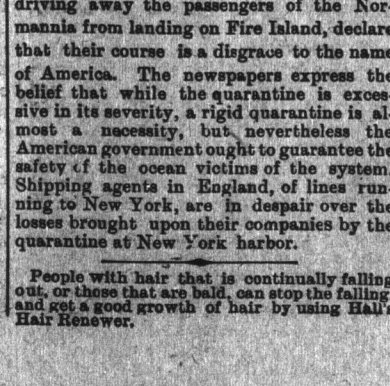 driving away the passengers of the Nor-
mannia from landing on Fire Island, declare
that their course is a disgrace to the name
of America. The newspapers express the
belief that while the quarantine is exces-
sive in its severity, a rigid quarantine is al-
most a necessity, but nevertheless the
American government ought to guarantee the
safety of the ocean victims of the system.
Shipping agents in England, of lines run
ning to New York, are in despair over the
losses brought upon their companies by the
quarantine at New York harbor.
People with hair that is continually falling
out, or those that are bald, can stop the falling
and get a good growth of hair by using Hall's
Hair Renewer.